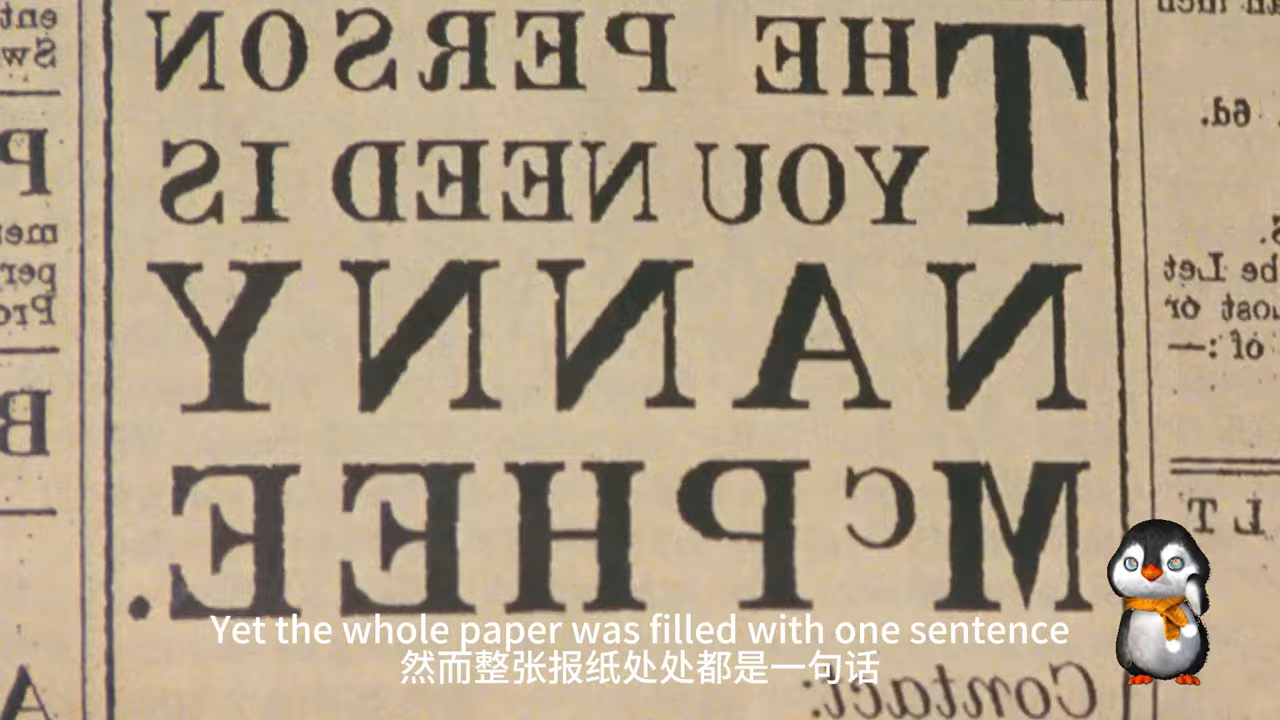 THE PERSON
YOU NEED IS
NANNY
McPHEE.
Contact:
6d.
Let
or
of :—
LT
P
B
A
Yet the whole paper was filled with one sentence
然而整张报纸处处都是一句话